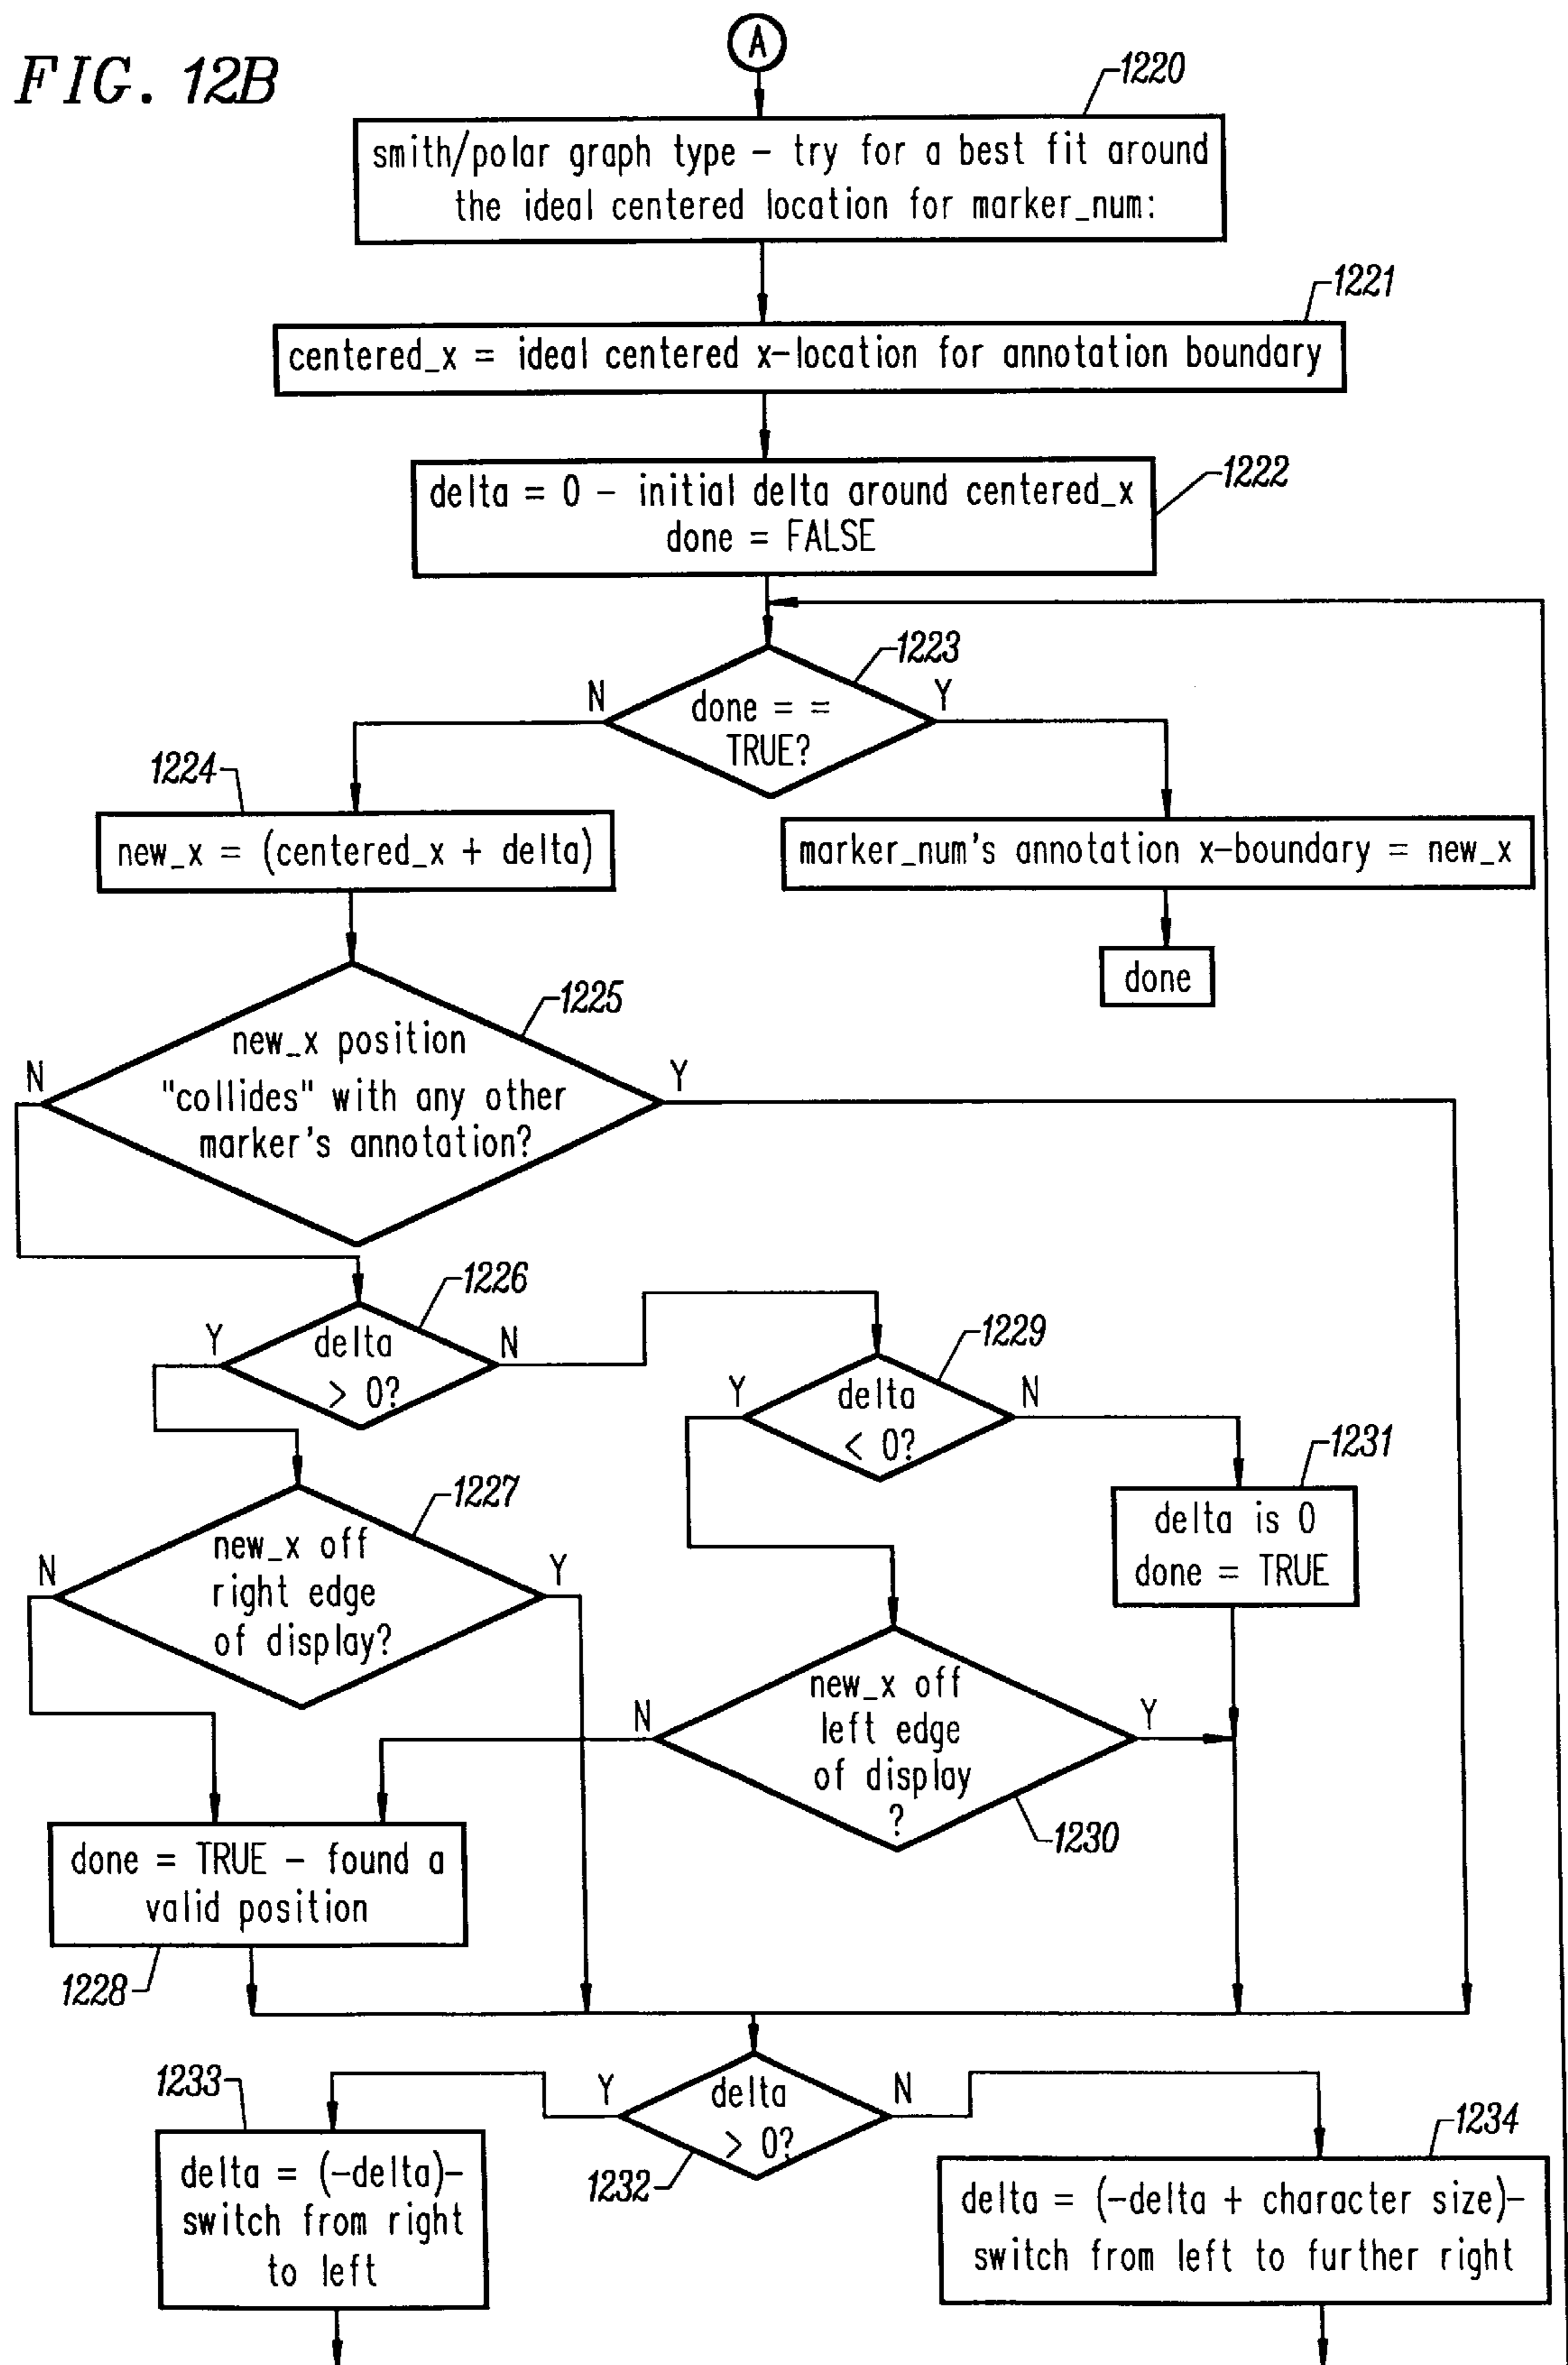 FIG. 12B
A
1220
smith/polar graph type – try for a best fit around
the ideal centered location for marker_num:
1221
centered_x = ideal centered x-location for annotation boundary
1222
delta = 0 – initial delta around centered_x
done = FALSE
1223
N
Y
done = =
TRUE?
1224
new_x = (centered_x + delta)
marker_num's annotation x-boundary = new_x
done
1225
new_x position
"collides" with any other
marker's annotation?
N
Y
1226
Y
delta
> 0?
N
1229
Y
delta
< 0?
N
1231
delta is 0
done = TRUE
1227
N
new_x off
right edge
of display?
Y
N
new_x off
left edge
of display
?
Y
1230
done = TRUE – found a
valid position
1228
1233
Y
delta
> 0?
N
1232
1234
delta = (-delta)–
switch from right
to left
delta = (-delta + character size)–
switch from left to further right